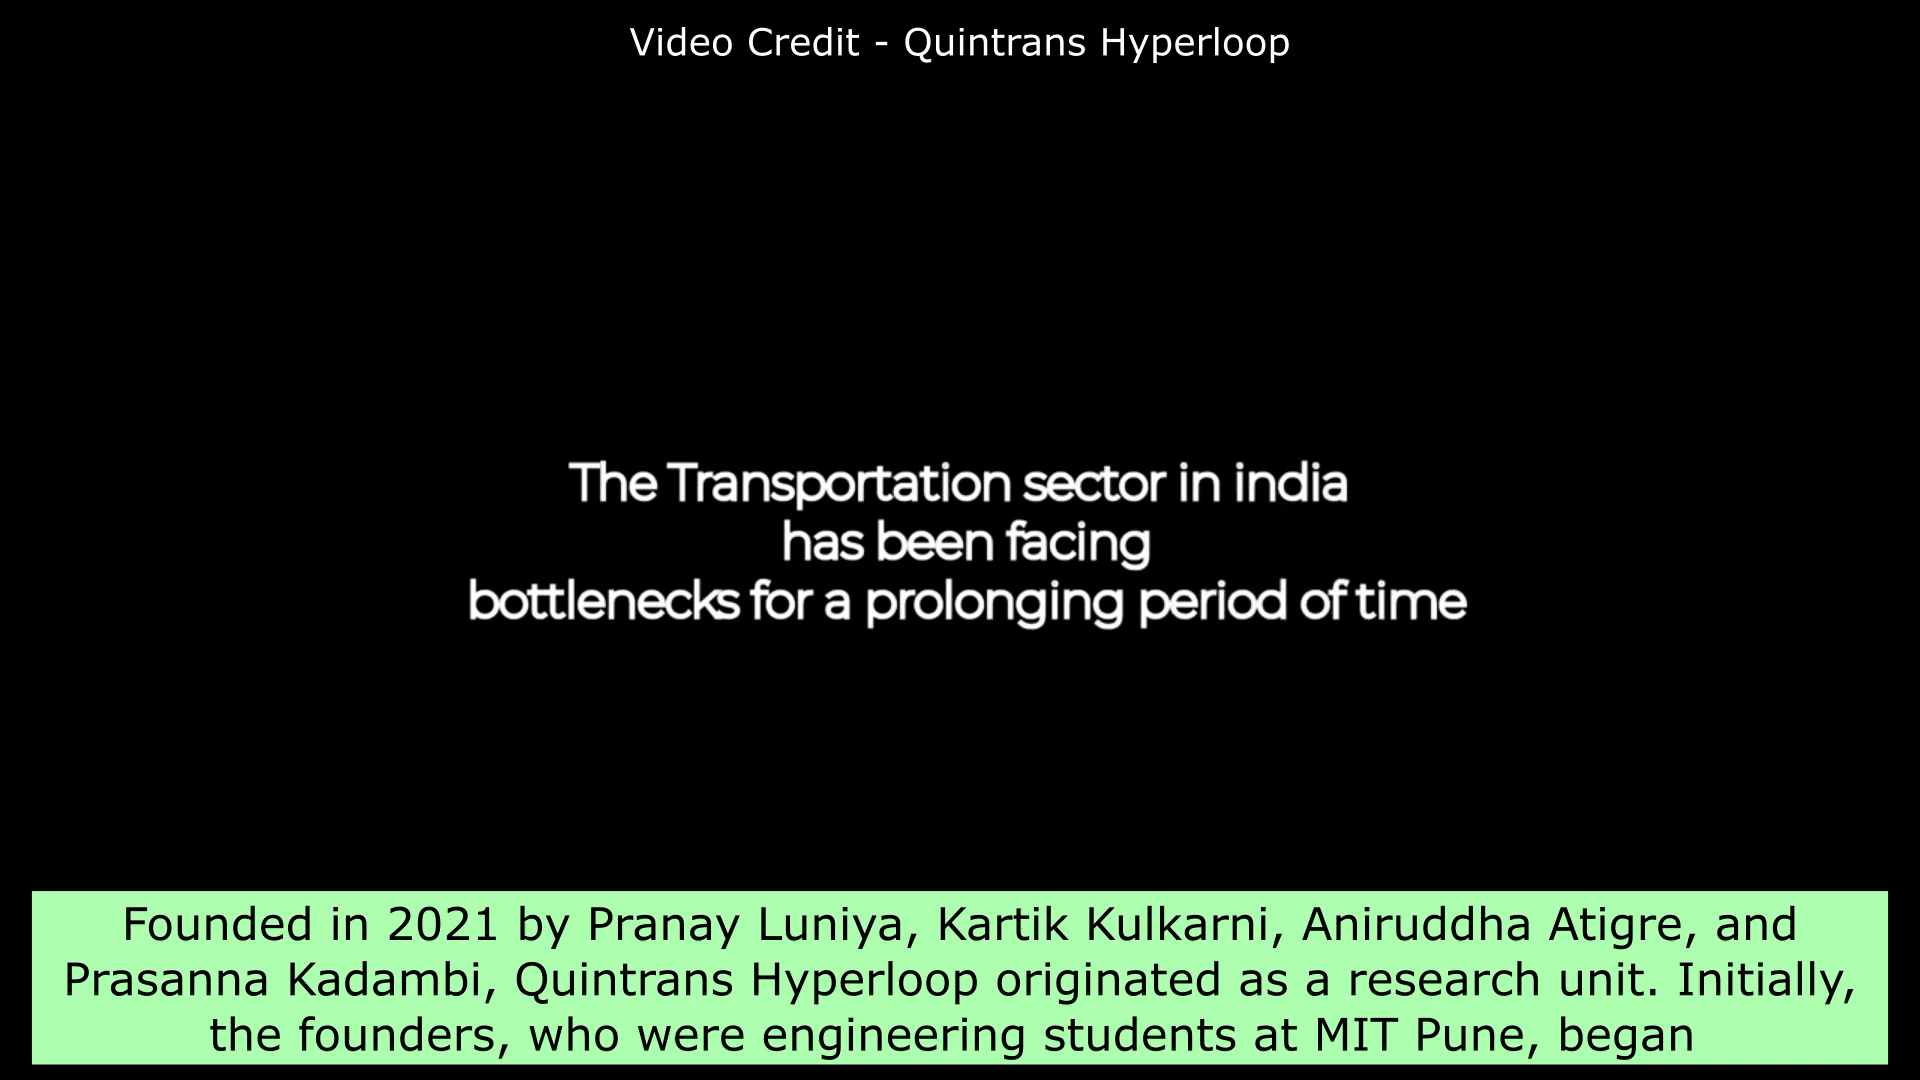 Video Credit - Quintrans Hyperloop
The Transportation sector in india
has been facing
bottlenecks for a prolonging period of time
Founded in 2021 by Pranay Luniya, Kartik Kulkarni, Aniruddha Atigre, and
Prasanna Kadambi, Quintrans Hyperloop originated as a research unit. Initially,
the founders, who were engineering students at MIT Pune, began